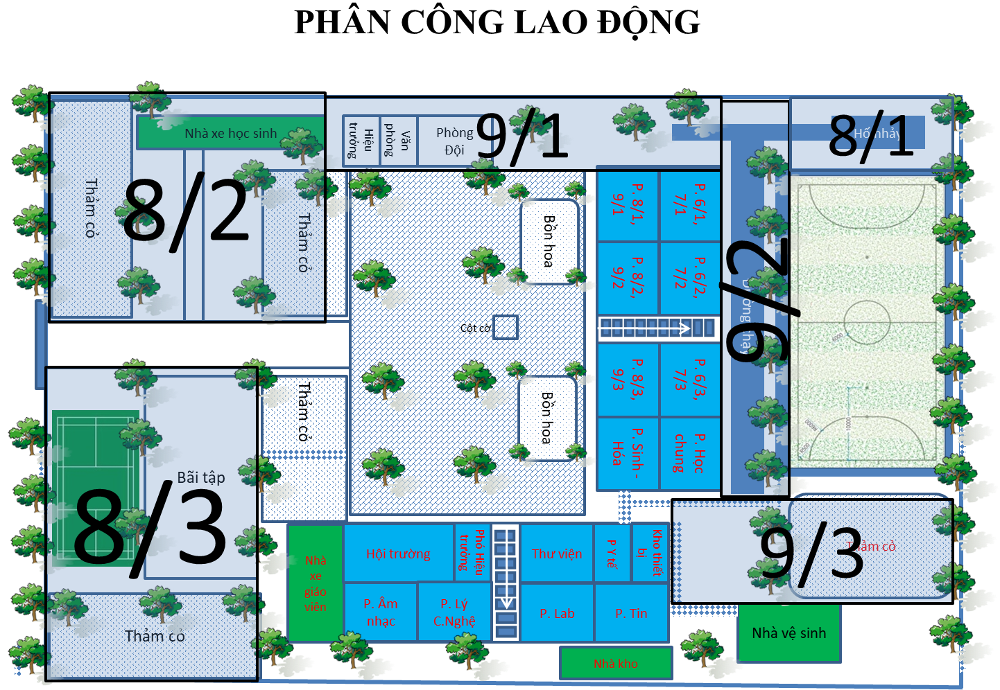 PHÂN CÔNG LAO ĐỘNG
Nhà xe học sinh
Hiệu
trưởng
Văn
phòng
Phòng
Đội
9/1
Hố nhảy
8/1
Thảm cỏ
8/2
Thảm cỏ
Bồn hoa
P. 8/1,
9/1
P. 6/1,
7/1
P. 8/2,
9/2
P. 6/2,
7/2
9/2
Cột cờ
6000
P. 8/3,
9/3
P. 6/3,
7/3
Thảm cỏ
Bồn hoa
P. Sinh -
Hóa
P. Học
chung
Bãi tập
8/3
Nhà
xe
giáo
viên
Hội trường
Phó Hiệu
trưởng
Thư viện
P Y tế
Kho thiết
bị
9/3
Thảm cỏ
P. Âm
nhạc
P. Lý
C.Nghệ
P. Lab
P. Tin
Thảm cỏ
Nhà vệ sinh
Nhà kho